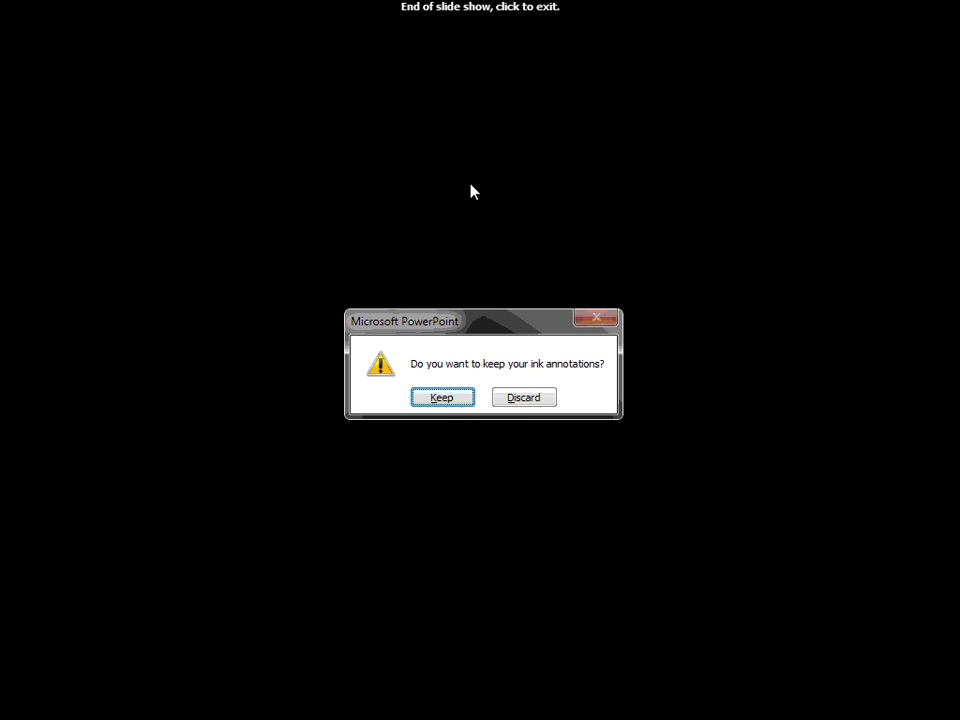 End of slide show, click to exit.
Microsoft PowerPoint
Do you want to keep your ink annotations?
Keep Discard